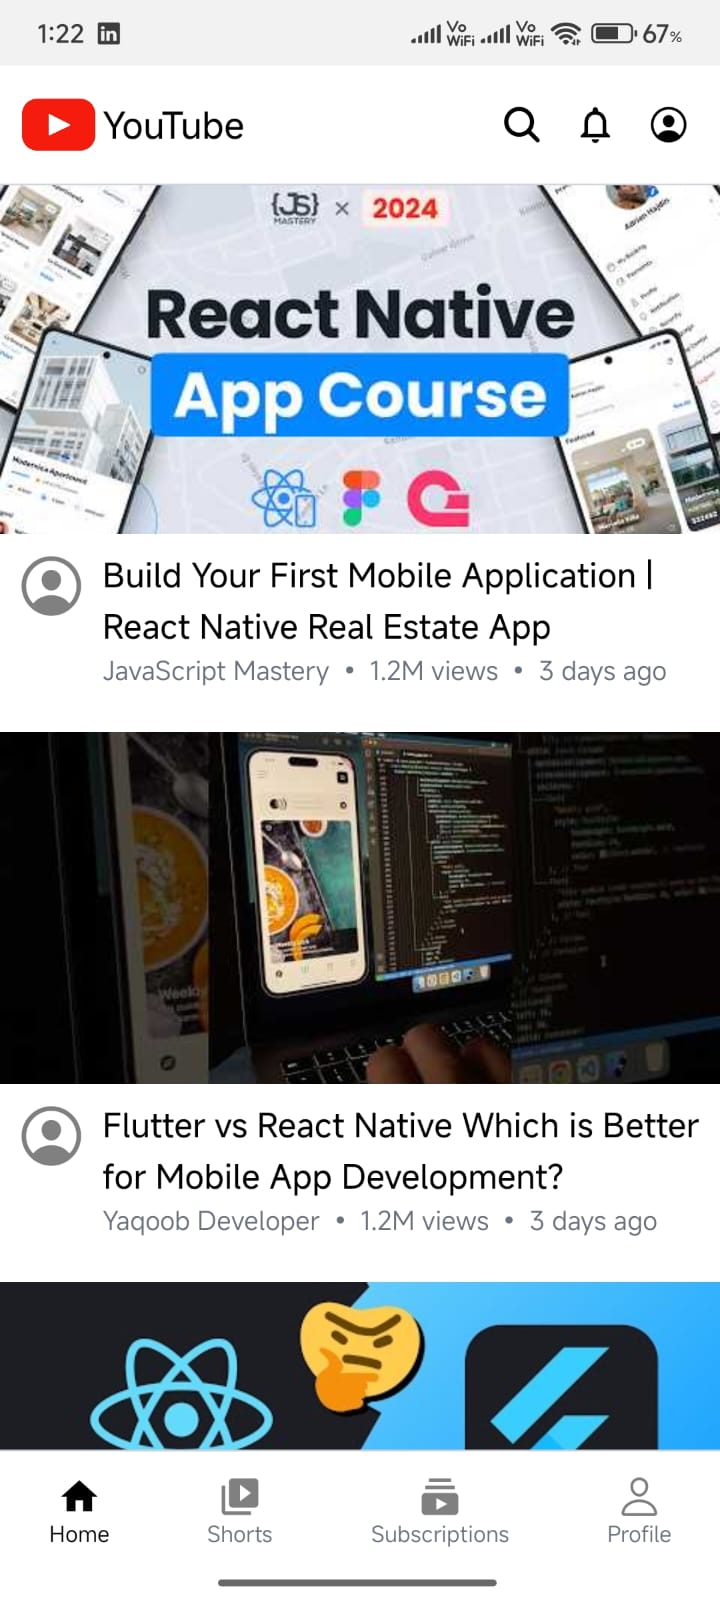 1:22
Vo WiFi Vo WiFi 67%
YouTube
{JS} MASTERY × 2024
React Native
App Course
Build Your First Mobile Application |
React Native Real Estate App
JavaScript Mastery • 1.2M views • 3 days ago
Flutter vs React Native Which is Better
for Mobile App Development?
Yaqoob Developer • 1.2M views • 3 days ago
Home
Shorts
Subscriptions
Profile